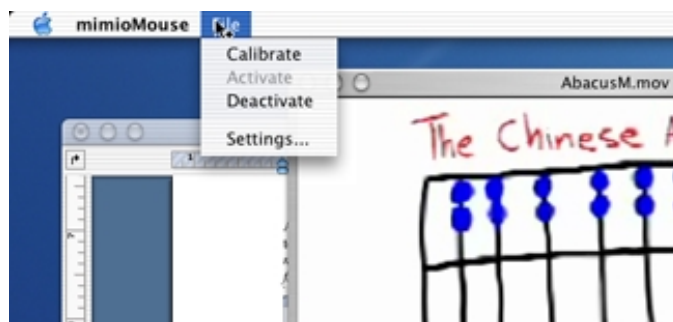 mimioMouse File
Calibrate
Activate
Deactivate
Settings...
AbacusM.mov
The Chinese